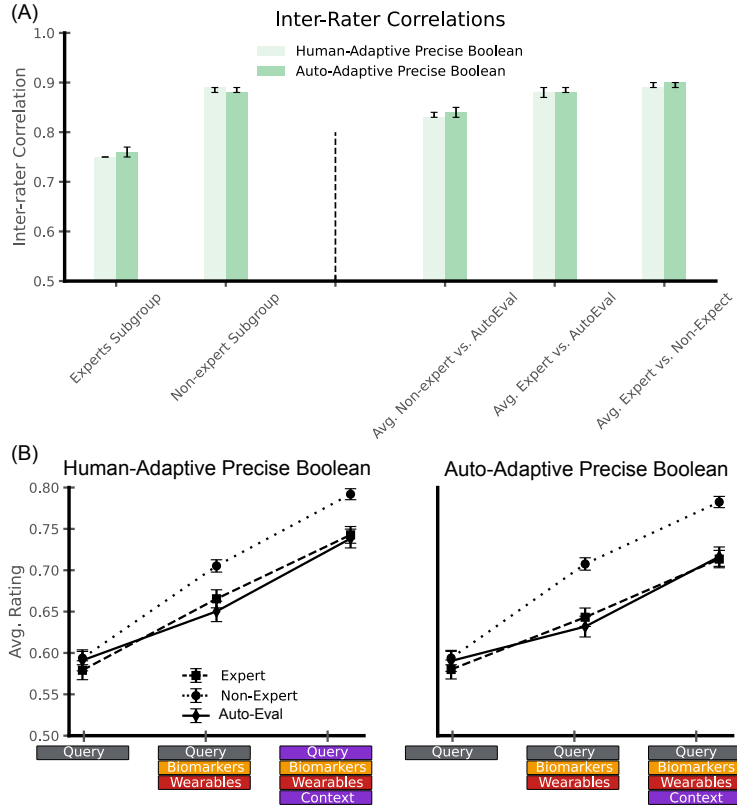 (A)
Inter-Rater Correlations
Human-Adaptive Precise Boolean
Auto-Adaptive Precise Boolean
Inter-rater Correlation
1.0
0.9
0.8
0.7
0.6
0.5
Experts Subgroup
Non-expert Subgroup
Avg. Non-expert vs. AutoEval
Avg. Expert vs. AutoEval
Avg. Expert vs. Non-Expect
(B)
Human-Adaptive Precise Boolean
Auto-Adaptive Precise Boolean
Avg. Rating
0.80
0.75
0.70
0.65
0.60
0.55
0.50
Expert
Non-Expert
Auto-Eval
Query
Query
Biomarkers
Wearables
Query
Biomarkers
Wearables
Context
Query
Query
Biomarkers
Wearables
Query
Biomarkers
Wearables
Context